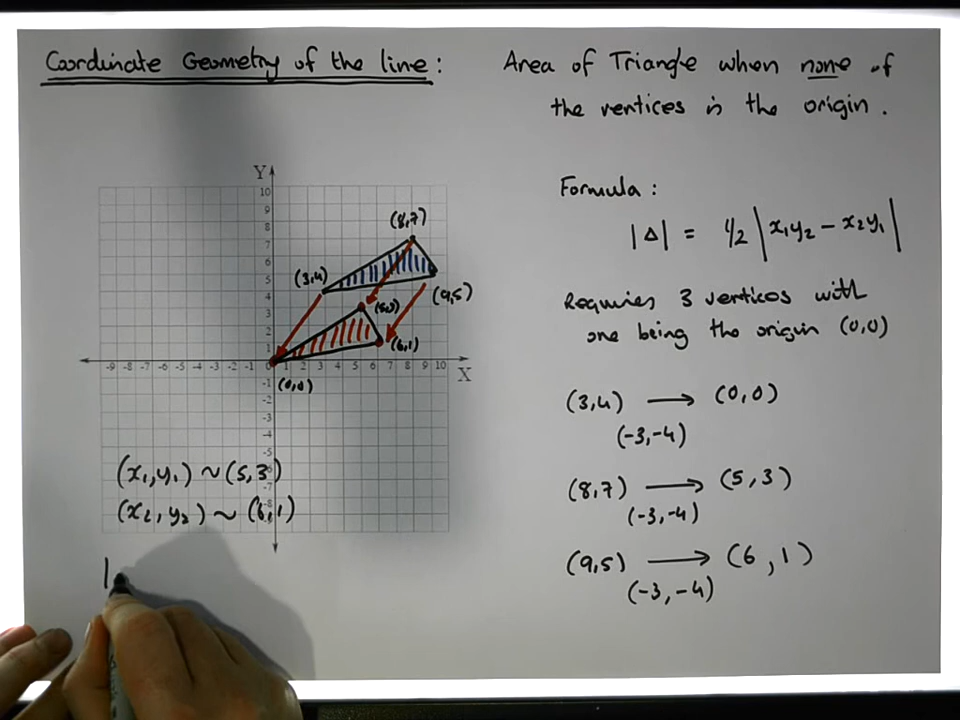 Coordinate Geometry of the line:
Area of Triangle when none of
the vertices is the origin.
Y
10
9
8
7
6
5
4
3
2
1
0
-9 -8 -7 -6 -5 -4 -3 -2 -1
1 2 3 4 5 6 7 8 9 10
X
-1
-2
-3
-4
-5
-6
-7
-8
(8,7)
(3,4)
(9,5)
(5,3)
(6,1)
(0,0)
(x₁,y₁) ~ (5,3)
(x₂,y₂) ~ (6,1)
Formula:
|Δ| = 1/2 |x₁y₂ - x₂y₁|
Requires 3 vertices with
one being the origin (0,0)
(3,4) → (0,0)
(-3,-4)
(8,7) → (5,3)
(-3,-4)
(9,5) → (6,1)
(-3,-4)